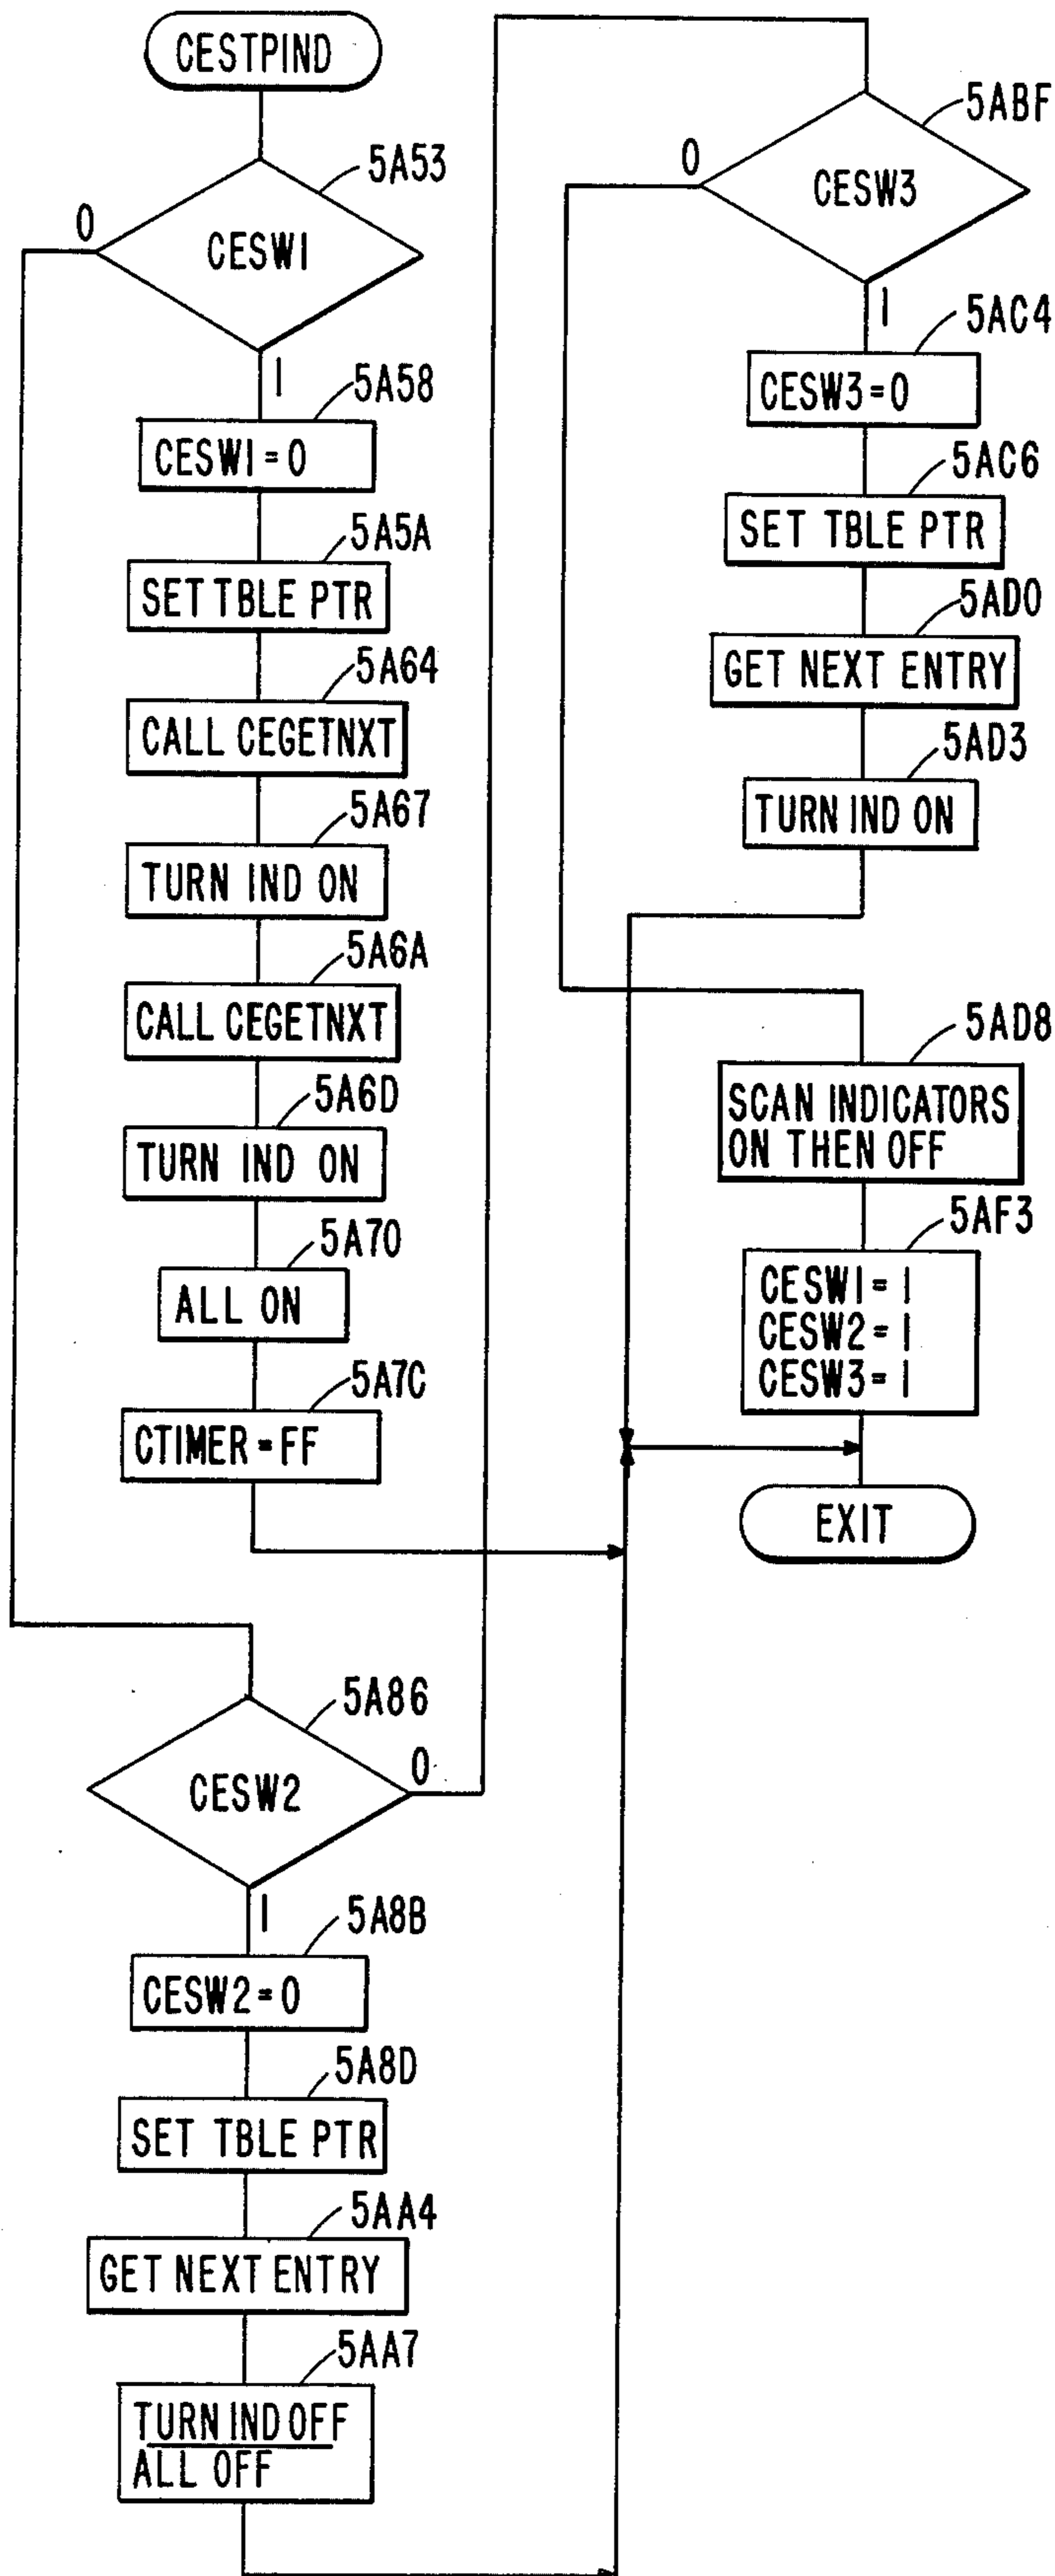 CESTPIND
5A53
0
CESW1
1
5A58
CESW1=0
5A5A
SET TBLE PTR
5A64
CALL CEGETNXT
5A67
TURN IND ON
5A6A
CALL CEGETNXT
5A6D
TURN IND ON
5A70
ALL ON
5A7C
CTIMER=FF
5A86
0
CESW2
1
5A8B
CESW2=0
5A8D
SET TBLE PTR
5AA4
GET NEXT ENTRY
5AA7
TURN IND OFF
ALL OFF
5ABF
0
CESW3
1
5AC4
CESW3=0
5AC6
SET TBLE PTR
5AD0
GET NEXT ENTRY
5AD3
TURN IND ON
5AD8
SCAN INDICATORS
ON THEN OFF
5AF3
CESW1=1
CESW2=1
CESW3=1
EXIT